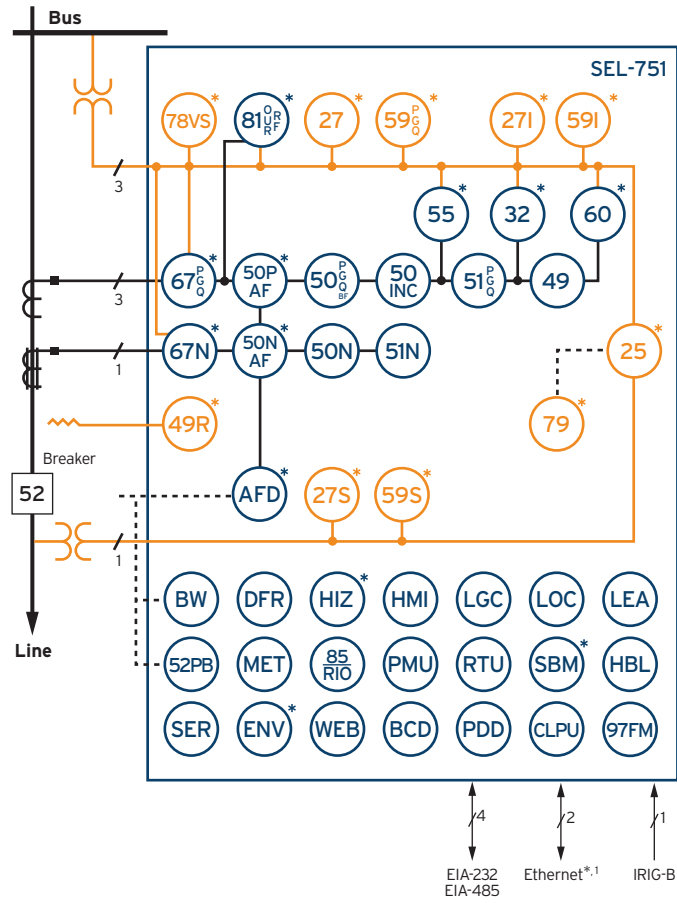 Bus
SEL-751
78VS*
81 O U R R F*
27*
59 P G Q*
27I*
59I*
3
55*
32*
60*
67 P G Q*
50P AF*
50 P G Q BF
50 INC
51 P G Q
49
3
67N*
50N AF*
50N
51N
25*
1
49R*
79*
Breaker
52
AFD*
27S*
59S*
1
BW
DFR
HIZ*
HMI
LGC
LOC
LEA
Line
52PB
MET
85 RIO
PMU
RTU
SBM*
HBL
SER
ENV*
WEB
BCD
PDD
CLPU
97FM
4
2
1
EIA-232
EIA-485
Ethernet*,1
IRIG-B